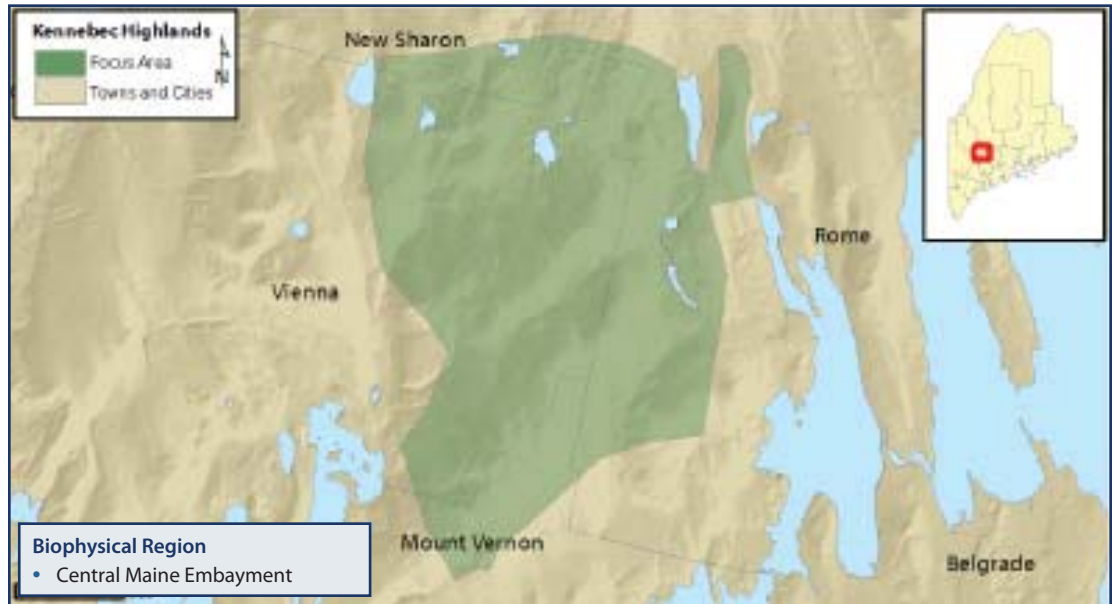 Kennebec Highlands
N
Focus Area
Towns and Cities
New Sharon
Rome
Vienna
Mount Vernon
Belgrade
Biophysical Region
• Central Maine Embayment